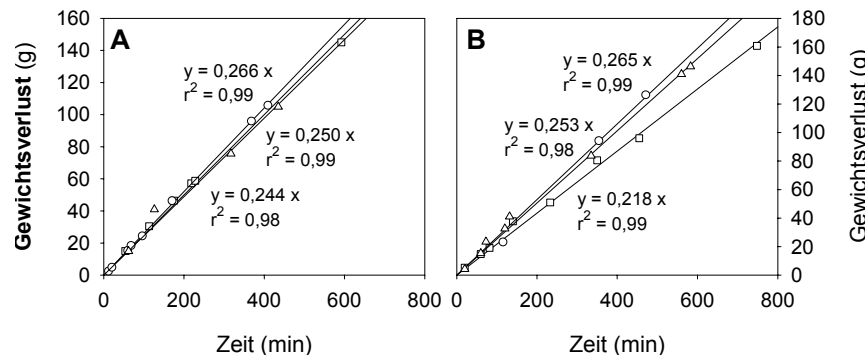 A
B
y = 0,266 x
r² = 0,99
y = 0,250 x
r² = 0,99
y = 0,244 x
r² = 0,98
y = 0,265 x
r² = 0,99
y = 0,253 x
r² = 0,98
y = 0,218 x
r² = 0,99
Gewichtsverlust (g)
160
140
120
100
80
60
40
20
0
0 200 400 600 800
Zeit (min)
0 200 400 600 800
Zeit (min)
180
160
140
120
100
80
60
40
20
0
Gewichtsverlust (g)